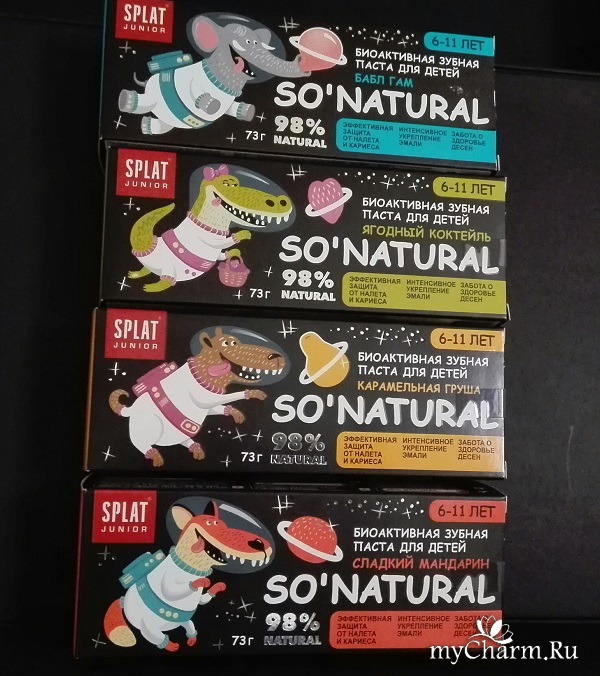 SPLAT
JUNIOR
6-11 ЛЕТ
БИОАКТИВНАЯ ЗУБНАЯ
ПАСТА ДЛЯ ДЕТЕЙ
БАБЛ ГАМ
SO'NATURAL
73 г
98%
NATURAL
ЭФФЕКТИВНАЯ
ЗАЩИТА
ОТ НАЛЕТА
И КАРИЕСА
ИНТЕНСИВНОЕ
УКРЕПЛЕНИЕ
ЭМАЛИ
ЗАБОТА О
ЗДОРОВЬЕ
ДЕСЕН
SPLAT
JUNIOR
6-11 ЛЕТ
БИОАКТИВНАЯ ЗУБНАЯ
ПАСТА ДЛЯ ДЕТЕЙ
ЯГОДНЫЙ КОКТЕЙЛЬ
SO'NATURAL
73 г
98%
NATURAL
ЭФФЕКТИВНАЯ
ЗАЩИТА
ОТ НАЛЕТА
И КАРИЕСА
ИНТЕНСИВНОЕ
УКРЕПЛЕНИЕ
ЭМАЛИ
ЗАБОТА О
ЗДОРОВЬЕ
ДЕСЕН
SPLAT
JUNIOR
6-11 ЛЕТ
БИОАКТИВНАЯ ЗУБНАЯ
ПАСТА ДЛЯ ДЕТЕЙ
КАРАМЕЛЬНАЯ ГРУША
SO'NATURAL
73 г
98%
NATURAL
ЭФФЕКТИВНАЯ
ЗАЩИТА
ОТ НАЛЕТА
И КАРИЕСА
ИНТЕНСИВНОЕ
УКРЕПЛЕНИЕ
ЭМАЛИ
ЗАБОТА О
ЗДОРОВЬЕ
ДЕСЕН
SPLAT
JUNIOR
6-11 ЛЕТ
БИОАКТИВНАЯ ЗУБНАЯ
ПАСТА ДЛЯ ДЕТЕЙ
СЛАДКИЙ МАНДАРИН
SO'NATURAL
73 г
98%
NATURAL
ЭФФЕКТИВНАЯ
ЗАЩИТА
ОТ НАЛЕТА
И КАРИЕСА
ИНТЕНСИВНОЕ
УКРЕПЛЕНИЕ
ЭМАЛИ
ЗАБОТА О
ЗДОРОВЬЕ
ДЕСЕН
myCharm.Ru